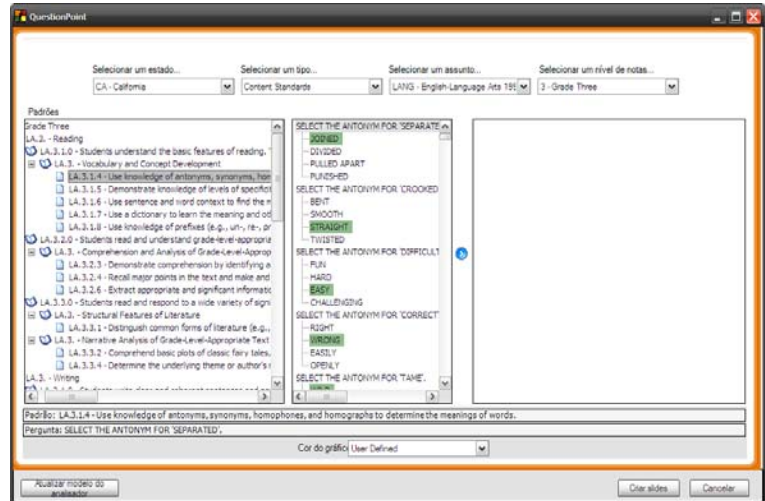 QuestionPoint
Selecionar um estado...
Selecionar um tipo...
Selecionar um assunto...
Selecionar um nível de notas...
CA - California
Content Standards
LANG - English-Language Arts 199
3 - Grade Three
Padrões
Grade Three
LA.3. - Reading
LA.3.1.0 - Students understand the basic features of reading.
LA.3. - Vocabulary and Concept Development
LA.3.1.4 - Use knowledge of antonyms, synonyms, hom
LA.3.1.5 - Demonstrate knowledge of levels of specifici
LA.3.1.6 - Use sentence and word context to find the m
LA.3.1.7 - Use a dictionary to learn the meaning and ot
LA.3.1.8 - Use knowledge of prefixes (e.g., un-, re-, pr
LA.3.2.0 - Students read and understand grade-level-appropria
LA.3. - Comprehension and Analysis of Grade-Level-Approp
LA.3.2.3 - Demonstrate comprehension by identifying a
LA.3.2.4 - Recall major points in the text and make and
LA.3.2.6 - Extract appropriate and significant informatio
LA.3.3.0 - Students read and respond to a wide variety of signi
LA.3. - Structural Features of Literature
LA.3.3.1 - Distinguish common forms of literature (e.g.,
LA.3. - Narrative Analysis of Grade-Level-Appropriate Text
LA.3.3.2 - Comprehend basic plots of classic fairy tales,
LA.3.3.4 - Determine the underlying theme or author's
LA.3. - Writing
SELECT THE ANTONYM FOR 'SEPARATE
JOINED
DIVIDED
PULLED APART
PUNISHED
SELECT THE ANTONYM FOR 'CROOKED
BENT
SMOOTH
STRAIGHT
TWISTED
SELECT THE ANTONYM FOR 'DIFFICULT
FUN
HARD
EASY
CHALLENGING
SELECT THE ANTONYM FOR 'CORRECT'
RIGHT
WRONG
EASILY
OPENLY
SELECT THE ANTONYM FOR 'TAME'.
Padrão: LA.3.1.4 - Use knowledge of antonyms, synonyms, homophones, and homographs to determine the meanings of words.
Pergunta: SELECT THE ANTONYM FOR 'SEPARATED'.
Cor do gráfico User Defined
Atualizar modelo do
analisador
Criar slides
Cancelar